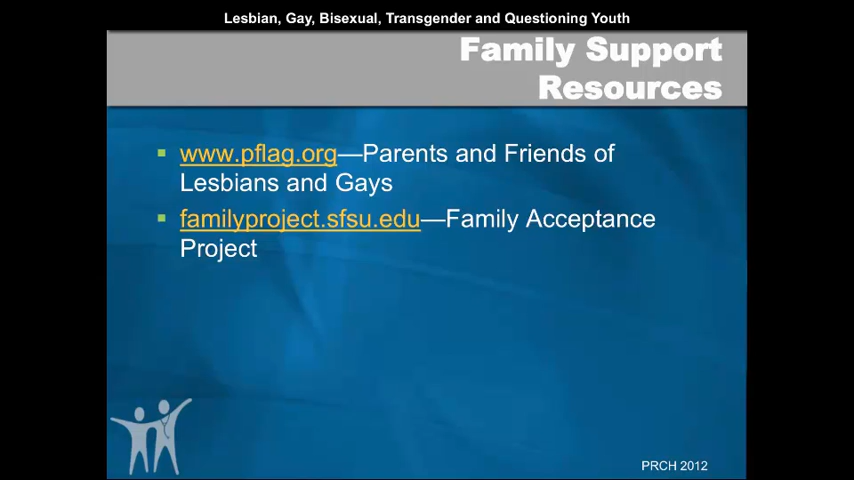 Lesbian, Gay, Bisexual, Transgender and Questioning Youth
Family Support
Resources
www.pflag.org—Parents and Friends of
Lesbians and Gays
familyproject.sfsu.edu—Family Acceptance
Project
PRCH 2012